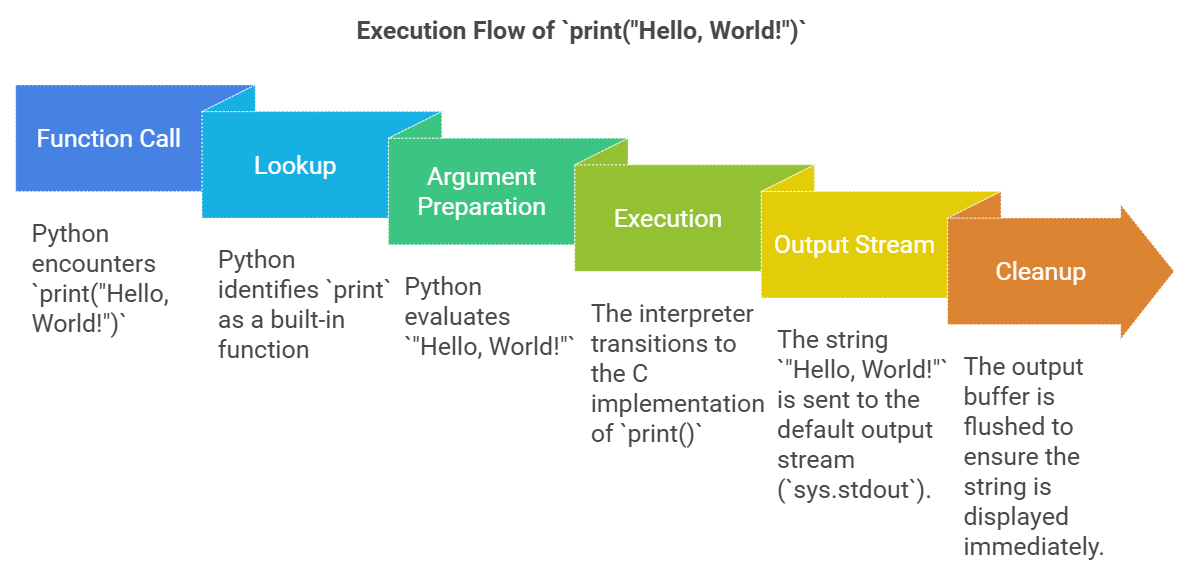 Execution Flow of `print("Hello, World!")`
Function Call
Python
encounters
`print("Hello,
World!")`
Lookup
Python
identifies `print`
as a built-in
function
Argument
Preparation
Python
evaluates
`"Hello, World!"`
Execution
The interpreter
transitions to
the C
implementation
of `print()`
Output Stream
The string
`"Hello, World!"`
is sent to the
default output
stream
(`sys.stdout`).
Cleanup
The output
buffer is
flushed to
ensure the
string is
displayed
immediately.